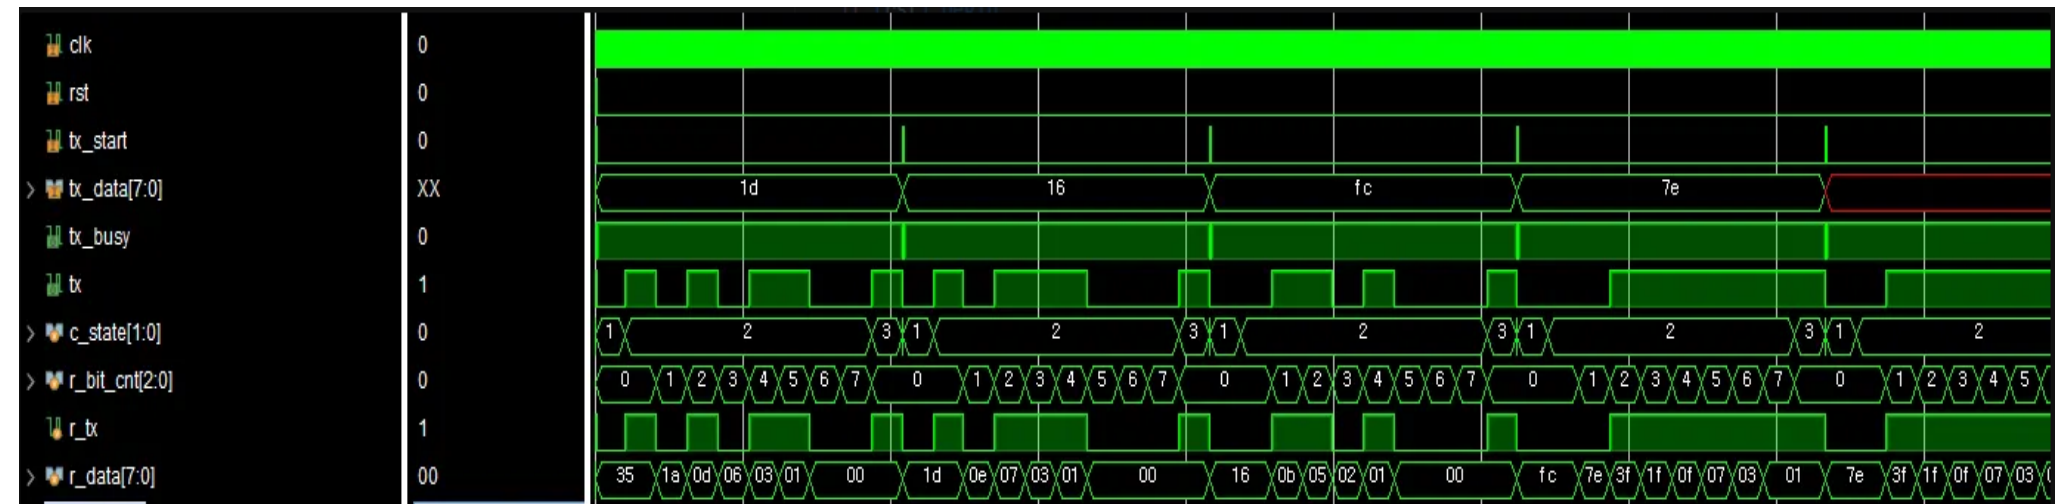 clk 0
rst 0
tx_start 0
tx_data[7:0] XX 1d 16 fc 7e
tx_busy 0
tx 1
c_state[1:0] 0 1 2 3 1 2 3 1 2 3 1 2 3 1 2
r_bit_cnt[2:0] 0 0 1 2 3 4 5 6 7 0 1 2 3 4 5 6 7 0 1 2 3 4 5 6 7 0 1 2 3 4 5 6 7 0 1 2 3 4 5
r_tx 1
r_data[7:0] 00 35 1a 0d 06 03 01 00 1d 0e 07 03 01 00 16 0b 05 02 01 00 fc 7e 3f 1f 0f 07 03 01 7e 3f 1f 0f 07 03